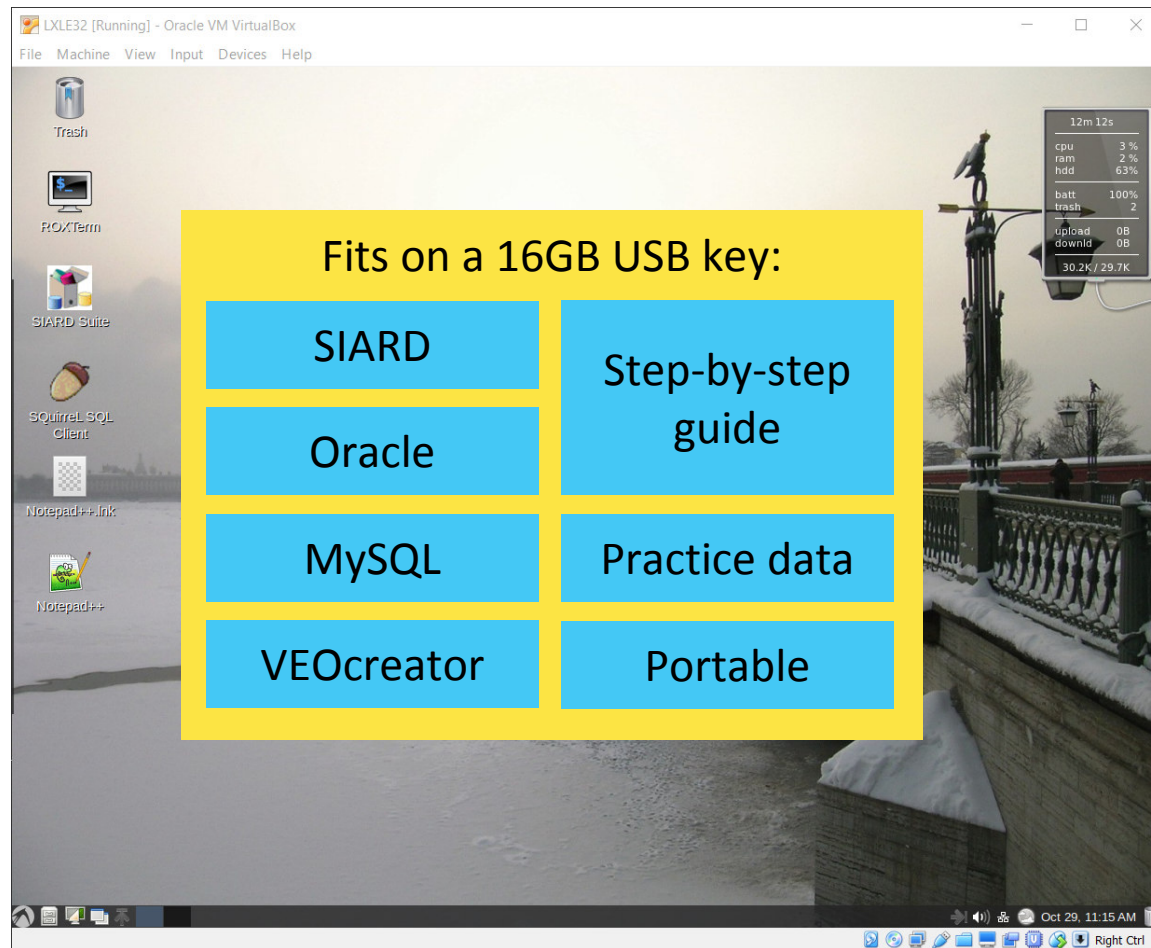 LXLE32 [Running] - Oracle VM VirtualBox
File Machine View Input Devices Help
Trash
ROXTerm
SIARD Suite
SQuirreL SQL
Client
Notepad++.lnk
Notepad++
12m 12s
cpu 3 %
ram 2 %
hdd 63%
batt 100%
trash 2
upload 0B
downld 0B
30.2K / 29.7K
Fits on a 16GB USB key:
SIARD
Oracle
MySQL
VEOcreator
Step-by-step
guide
Practice data
Portable
Oct 29, 11:15 AM
Right Ctrl